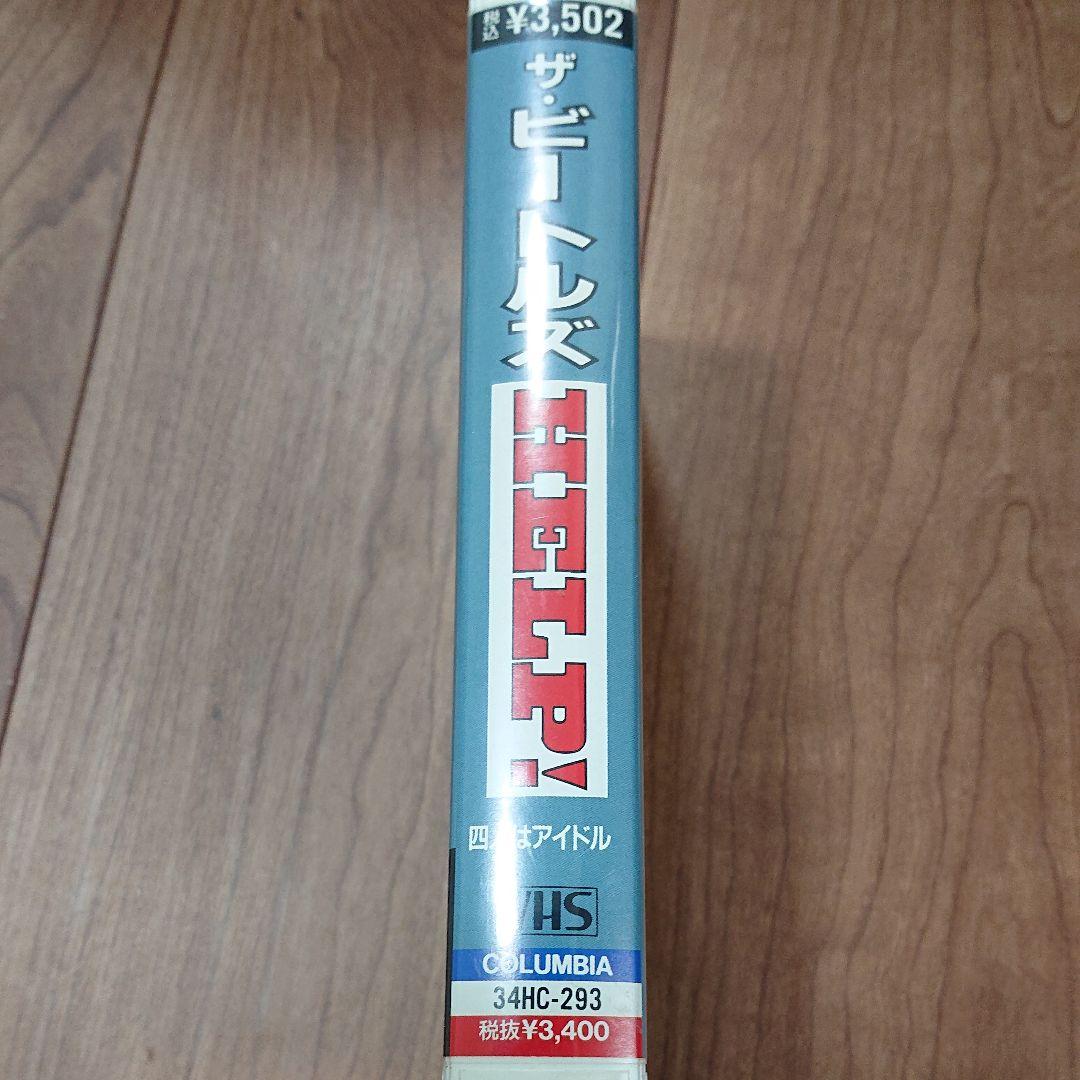 税込 ¥3,502
ザ・ビートルズ
HELP!
四人はアイドル
VHS
COLUMBIA
34HC-293
税抜¥3,400